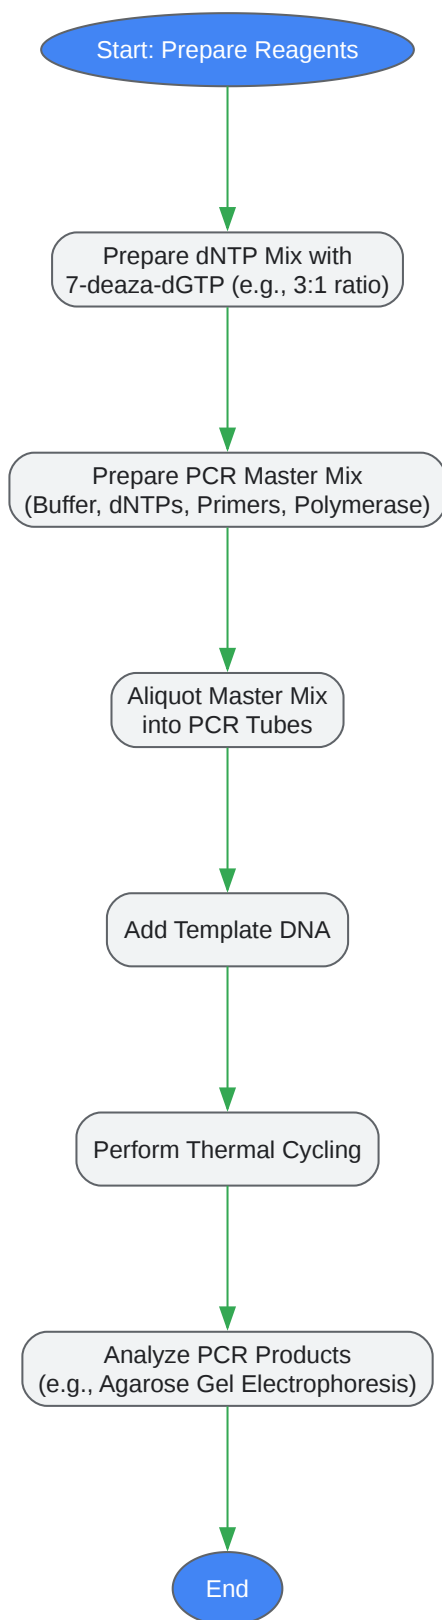 Start: Prepare Reagents
Prepare dNTP Mix with
7-deaza-dGTP (e.g., 3:1 ratio)
Prepare PCR Master Mix
(Buffer, dNTPs, Primers, Polymerase)
Aliquot Master Mix
into PCR Tubes
Add Template DNA
Perform Thermal Cycling
Analyze PCR Products
(e.g., Agarose Gel Electrophoresis)
End